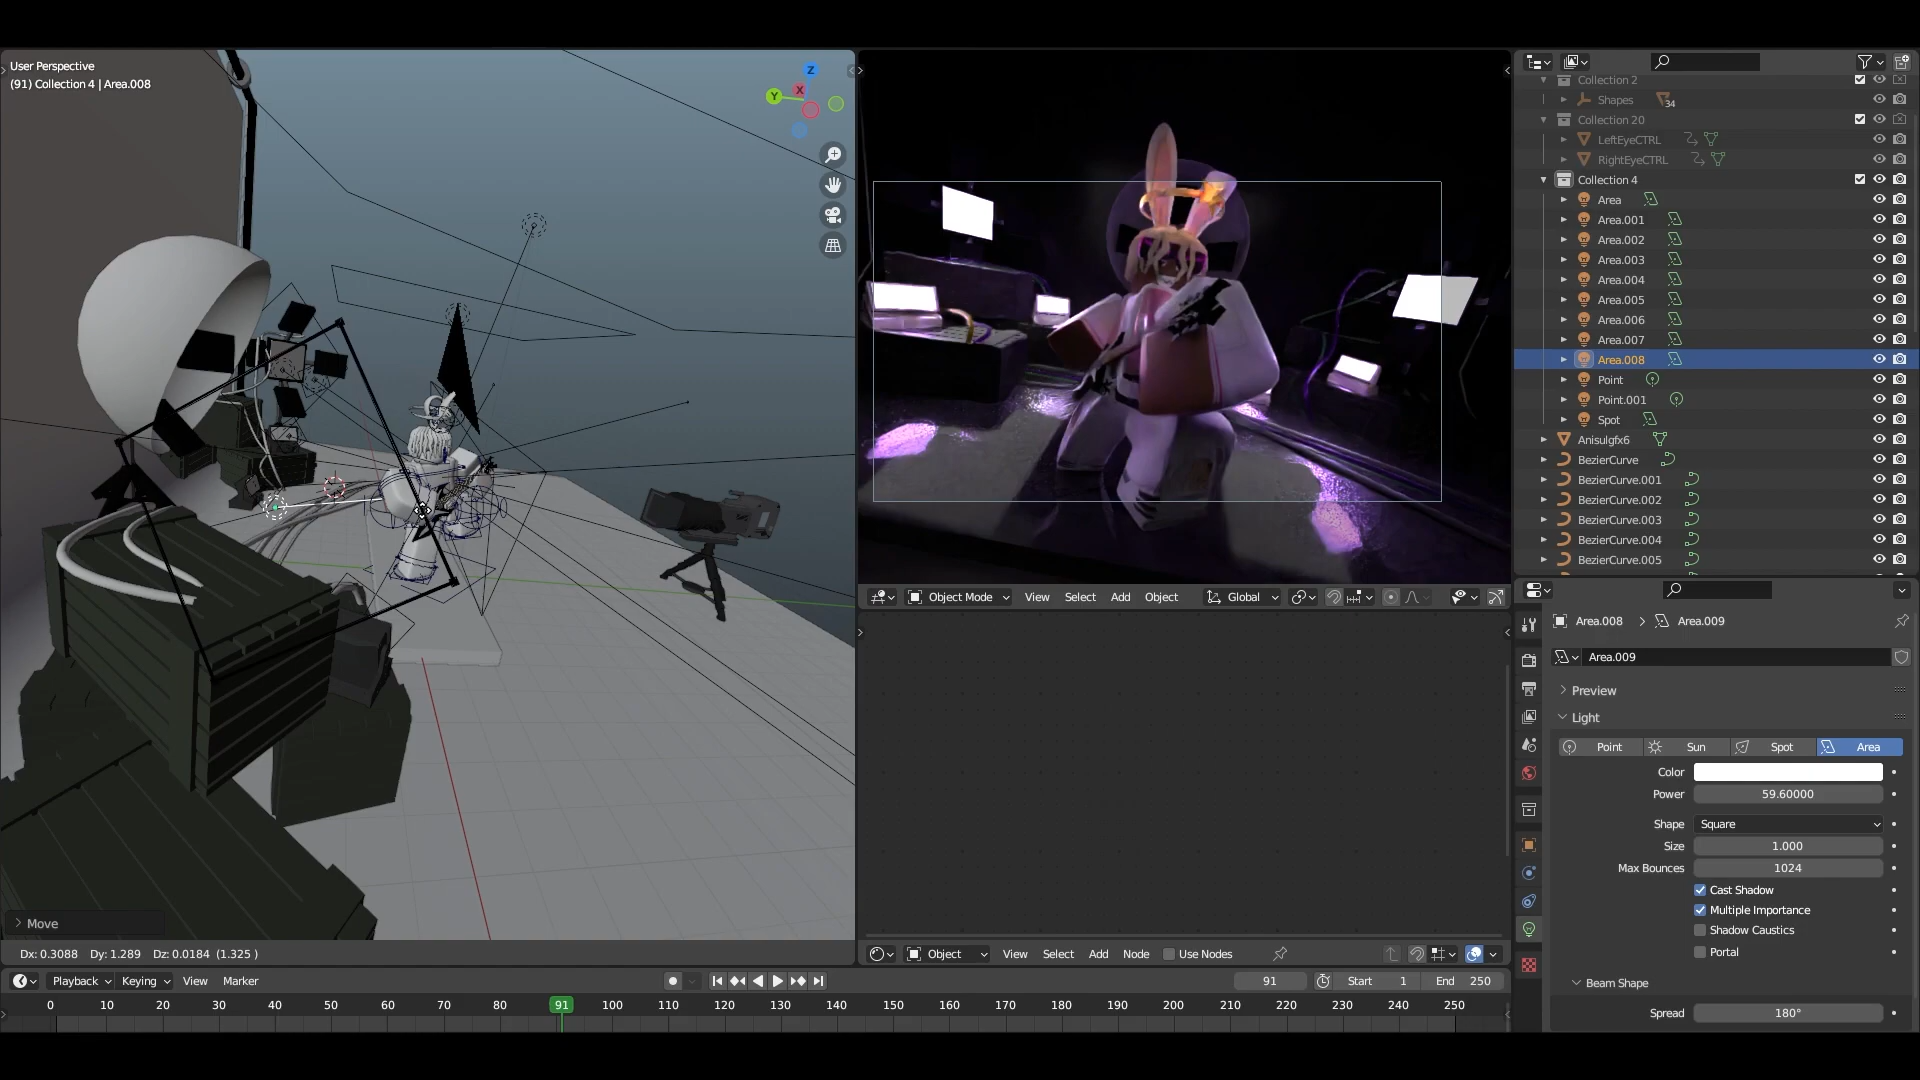 User Perspective
(91) Collection 4 | Area.008
Z
X
Y
Collection 2
Shapes
34
Collection 20
LeftEyeCTRL
RightEyeCTRL
Collection 4
Area
Area.001
Area.002
Area.003
Area.004
Area.005
Area.006
Area.007
Area.008
Point
Point.001
Spot
Anisulgfx6
BezierCurve
BezierCurve.001
BezierCurve.002
BezierCurve.003
BezierCurve.004
BezierCurve.005
Object Mode
View
Select
Add
Object
Global
Area.008
Area.009
Area.009
Preview
Light
Point
Sun
Spot
Area
Color
Power
59.60000
Shape
Square
Size
1.000
Max Bounces
1024
Cast Shadow
Multiple Importance
Shadow Caustics
Portal
Beam Shape
Spread
180°
Move
Dx: 0.3088 Dy: 1.289 Dz: 0.0184 (1.325 )
Object
View
Select
Add
Node
Use Nodes
Playback
Keying
View
Marker
91
Start
1
End
250
0
10
20
30
40
50
60
70
80
91
100
110
120
130
140
150
160
170
180
190
200
210
220
230
240
250